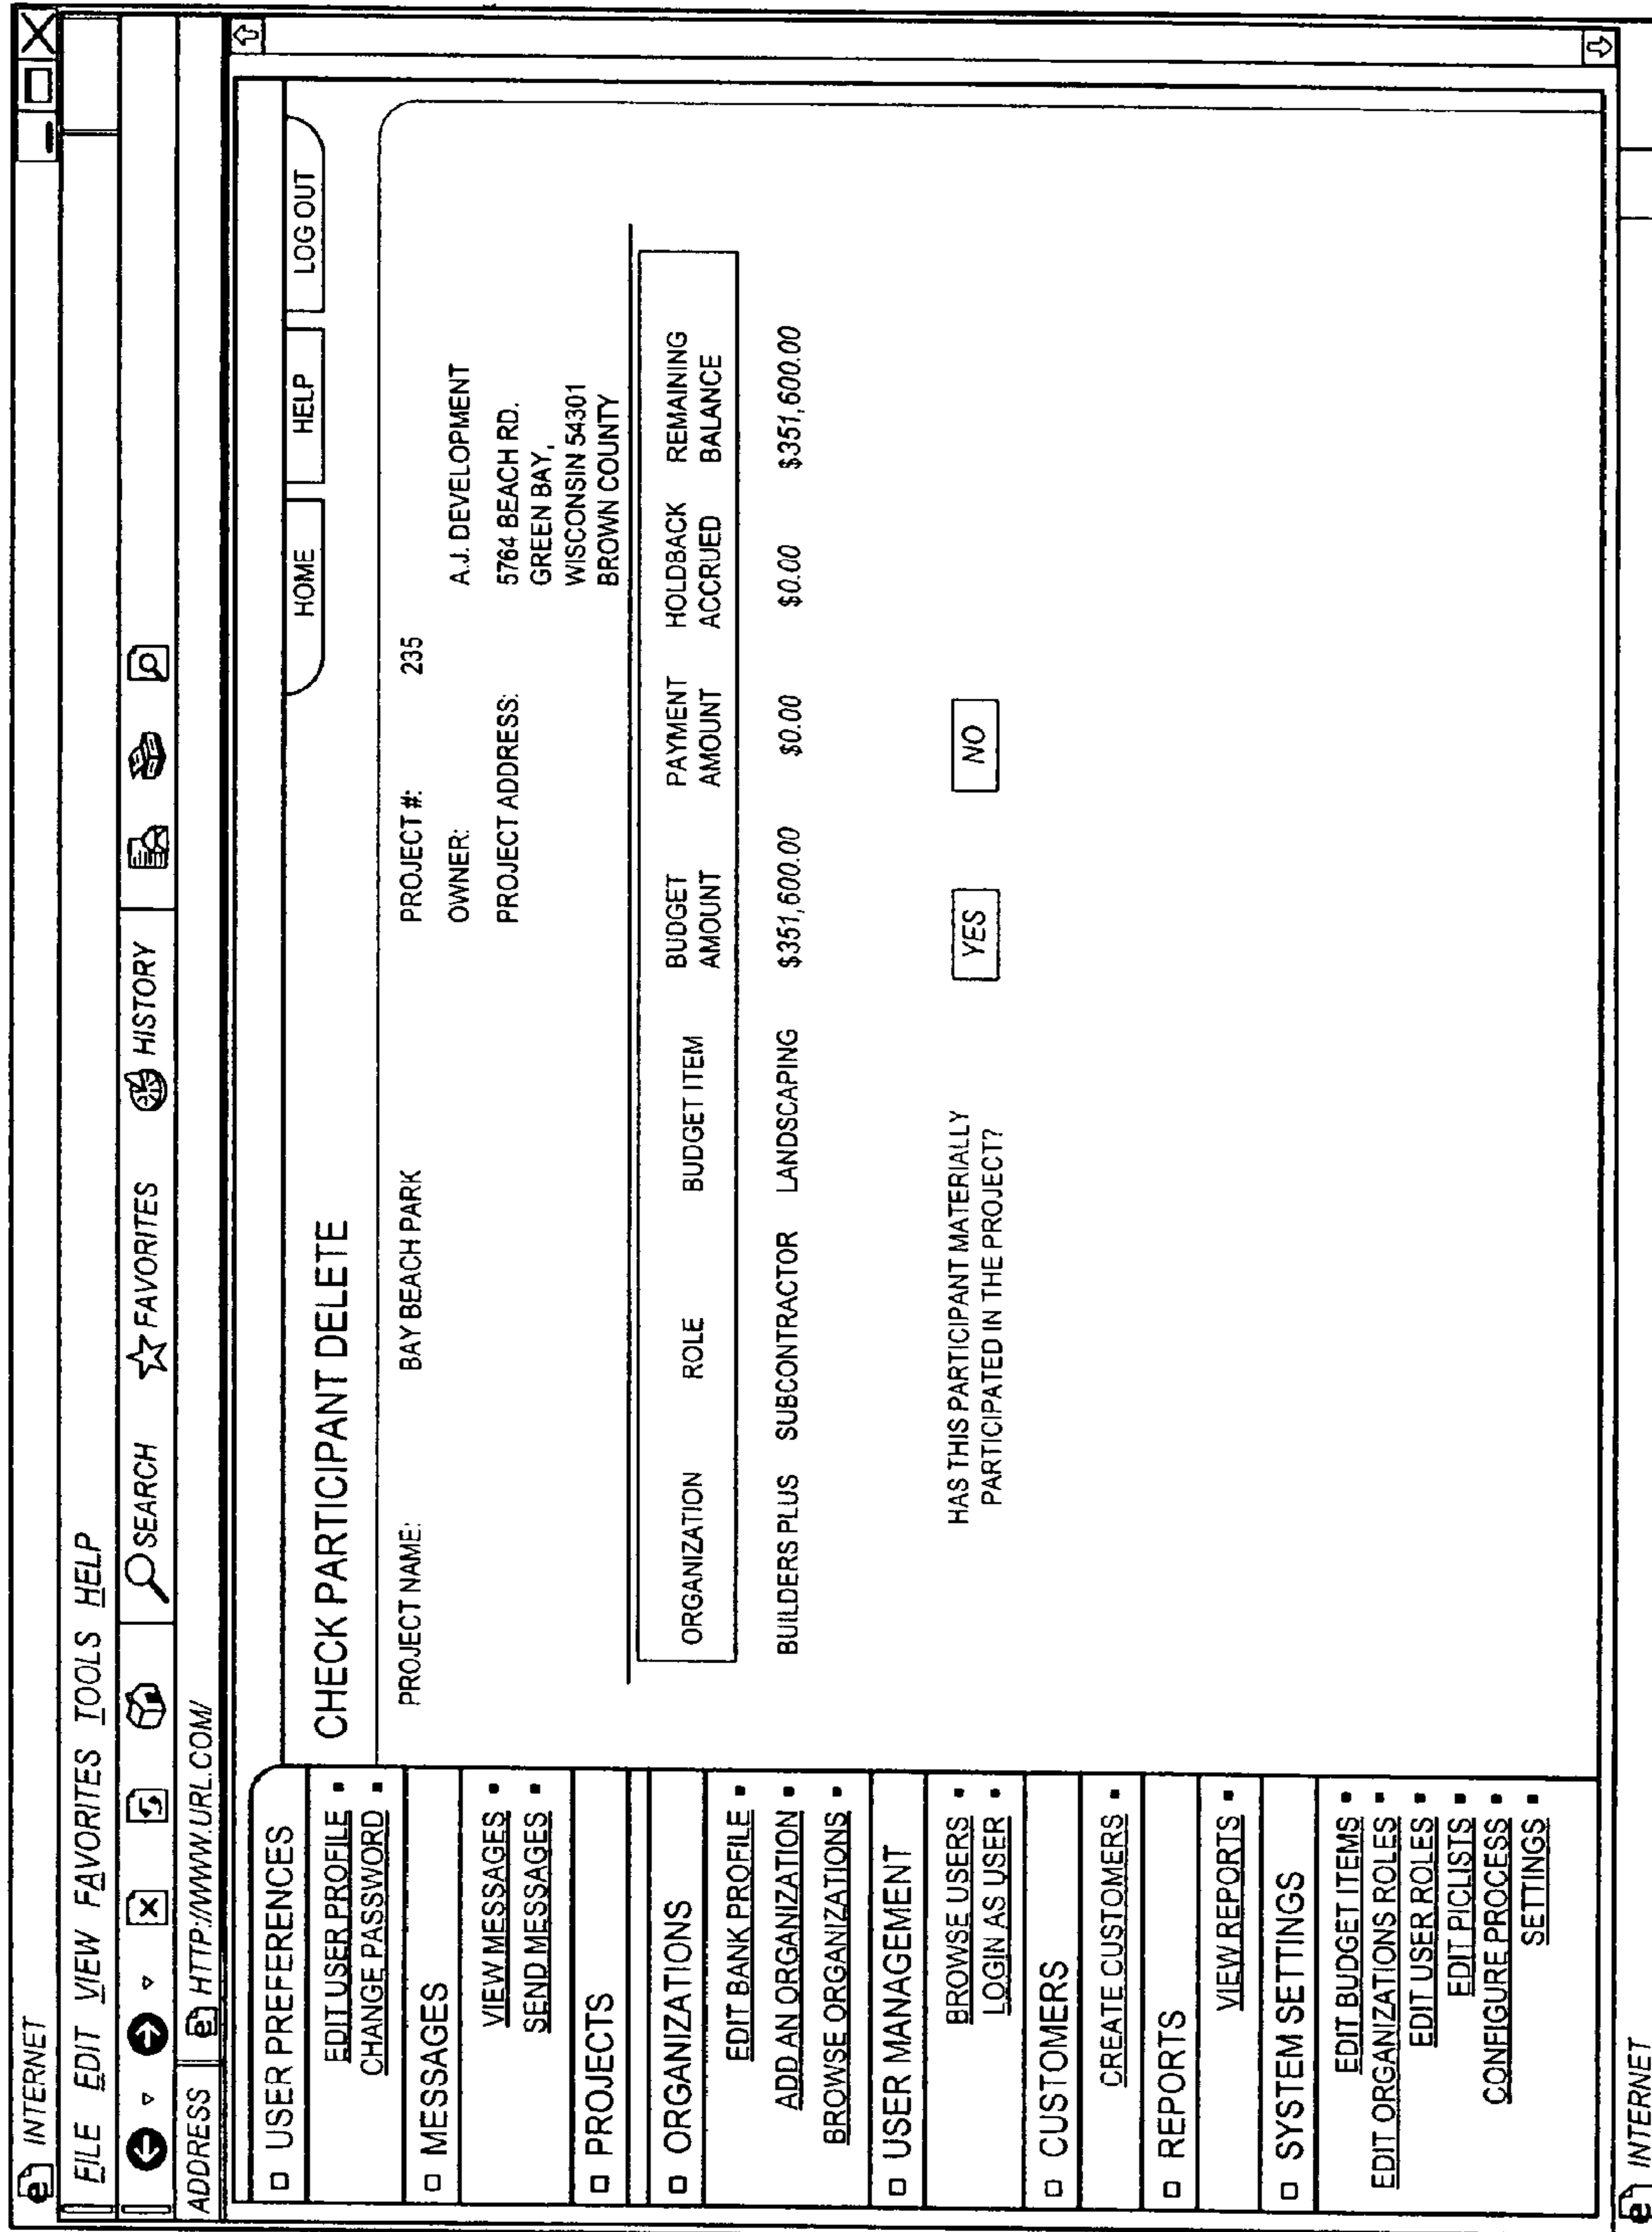 INTERNET
FILE EDIT VIEW FAVORITES TOOLS HELP
SEARCH FAVORITES HISTORY
ADDRESS HTTP://WWW.URL.COM/
USER PREFERENCES
EDIT USER PROFILE
CHANGE PASSWORD
MESSAGES
VIEW MESSAGES
SEND MESSAGES
PROJECTS
ORGANIZATIONS
EDIT BANK PROFILE
ADD AN ORGANIZATION
BROWSE ORGANIZATIONS
USER MANAGEMENT
BROWSE USERS
LOGIN AS USER
CUSTOMERS
CREATE CUSTOMERS
REPORTS
VIEW REPORTS
SYSTEM SETTINGS
EDIT BUDGET ITEMS
EDIT ORGANIZATIONS ROLES
EDIT USER ROLES
EDIT PICLISTS
CONFIGURE PROCESS
SETTINGS
HOME HELP LOG OUT
CHECK PARTICIPANT DELETE
PROJECT NAME: BAY BEACH PARK PROJECT #: 235
OWNER: A.J. DEVELOPMENT
PROJECT ADDRESS: 5764 BEACH RD.
GREEN BAY,
WISCONSIN 54301
BROWN COUNTY
ORGANIZATION ROLE BUDGET ITEM BUDGET AMOUNT PAYMENT AMOUNT HOLDBACK ACCRUED REMAINING BALANCE
BUILDERS PLUS SUBCONTRACTOR LANDSCAPING $351,600.00 $0.00 $0.00 $351,600.00
HAS THIS PARTICIPANT MATERIALLY
PARTICIPATED IN THE PROJECT?
YES NO
INTERNET